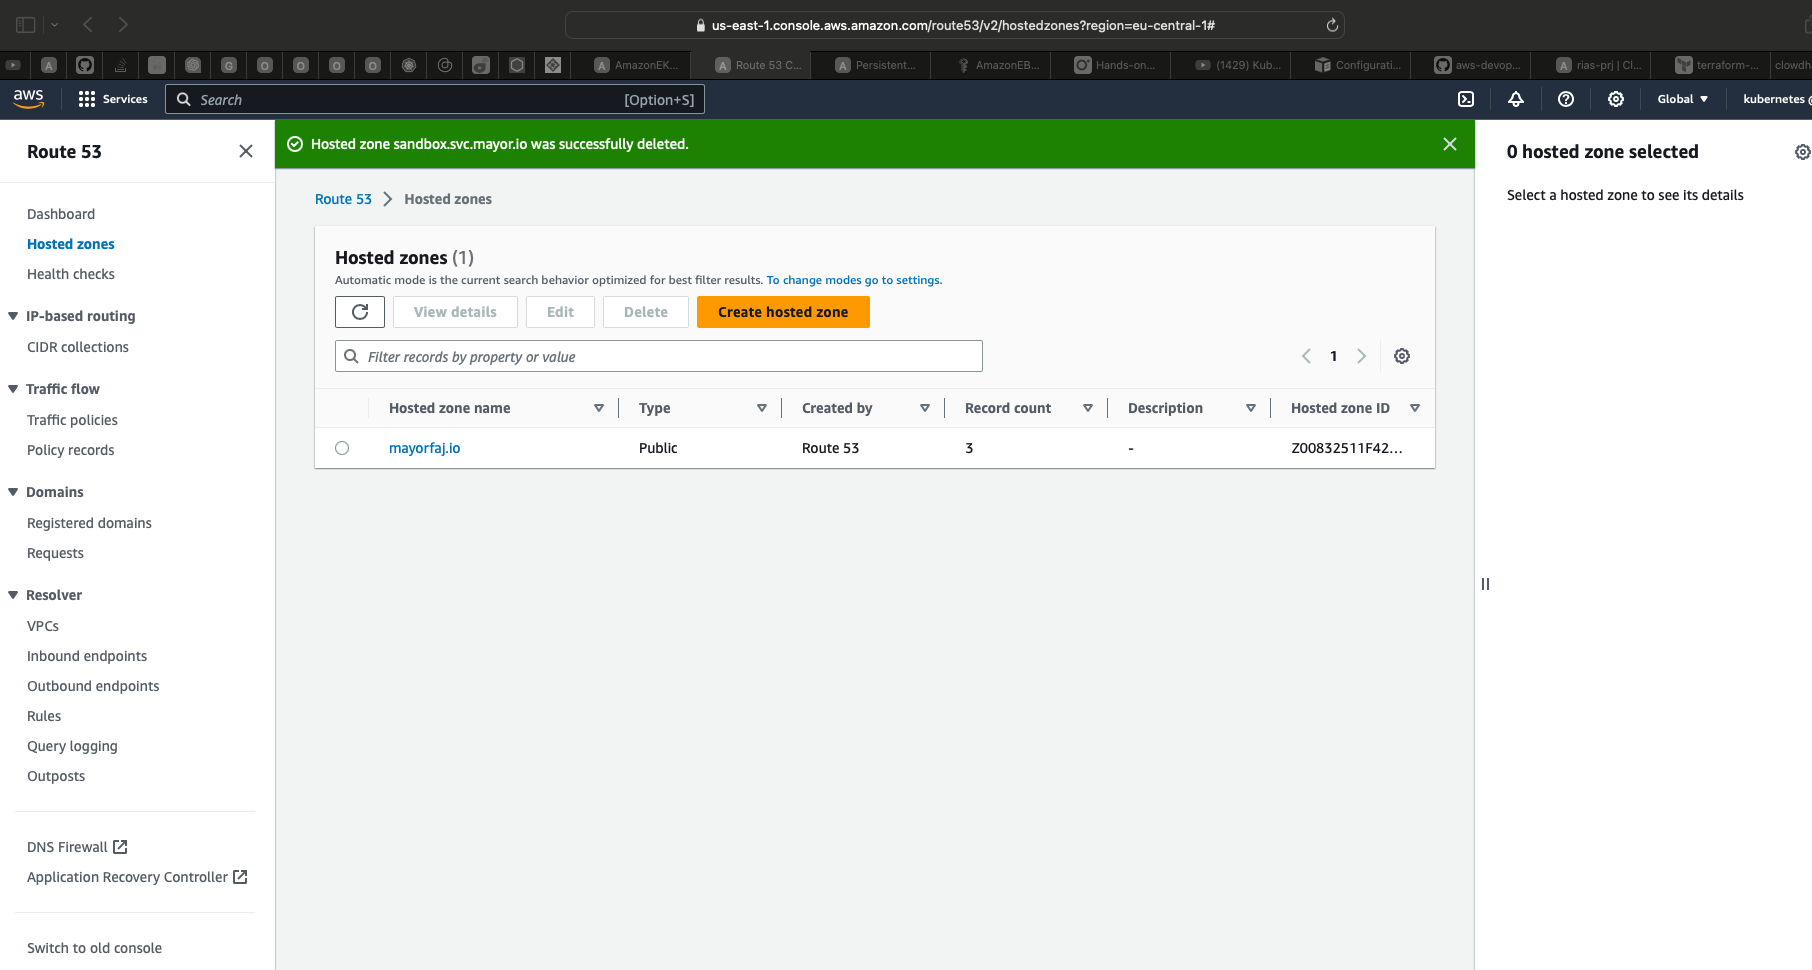 us-east-1.console.aws.amazon.com/route53/v2/hostedzones?region=eu-central-1#
A G O O O O A AmazonEK... A Route 53 C... A Persistent... AmazonEB... Hands-on... (1429) Kub... Configurati... aws-devop... A rias-prj | Cl... terraform-... clowdh
aws Services Search [Option+S] Global kubernetes
Route 53
Dashboard
Hosted zones
Health checks
IP-based routing
CIDR collections
Traffic flow
Traffic policies
Policy records
Domains
Registered domains
Requests
Resolver
VPCs
Inbound endpoints
Outbound endpoints
Rules
Query logging
Outposts
DNS Firewall
Application Recovery Controller
Switch to old console
Hosted zone sandbox.svc.mayor.io was successfully deleted.
Route 53 Hosted zones
Hosted zones (1)
Automatic mode is the current search behavior optimized for best filter results. To change modes go to settings.
View details Edit Delete Create hosted zone
Filter records by property or value 1
Hosted zone name Type Created by Record count Description Hosted zone ID
mayorfaj.io Public Route 53 3 - Z00832511F42...
0 hosted zone selected
Select a hosted zone to see its details